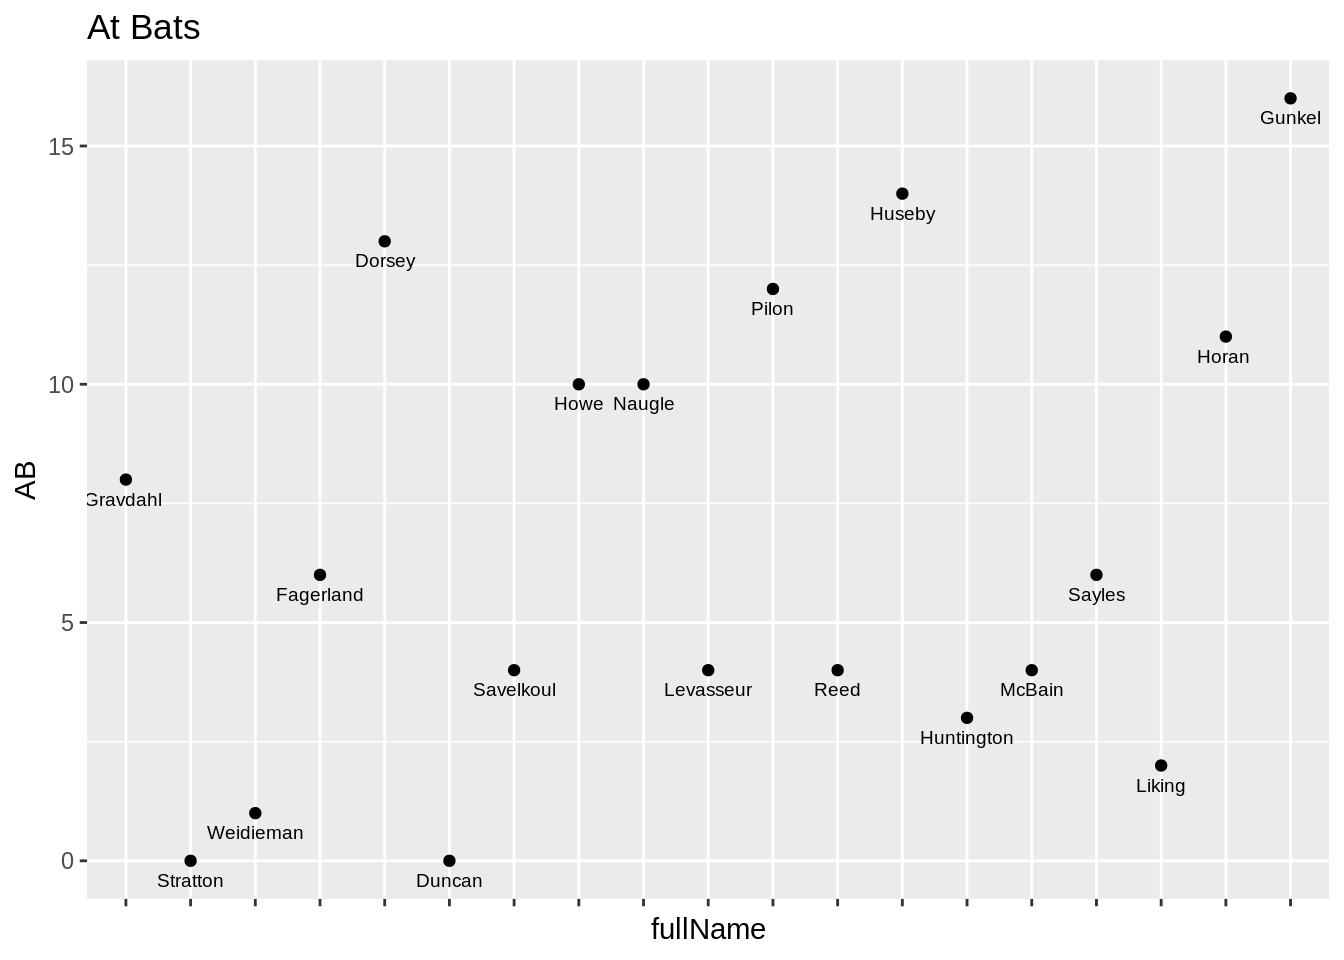 At Bats
Gunkel
15
Huseby
Dorsey
Pilon
Horan
10
Howe Naugle
AB
Gravdahl
Fagerland
Sayles
5
Savelkoul
Levasseur
Reed
McBain
Huntington
Liking
Weidieman
0
Stratton
Duncan
fullName